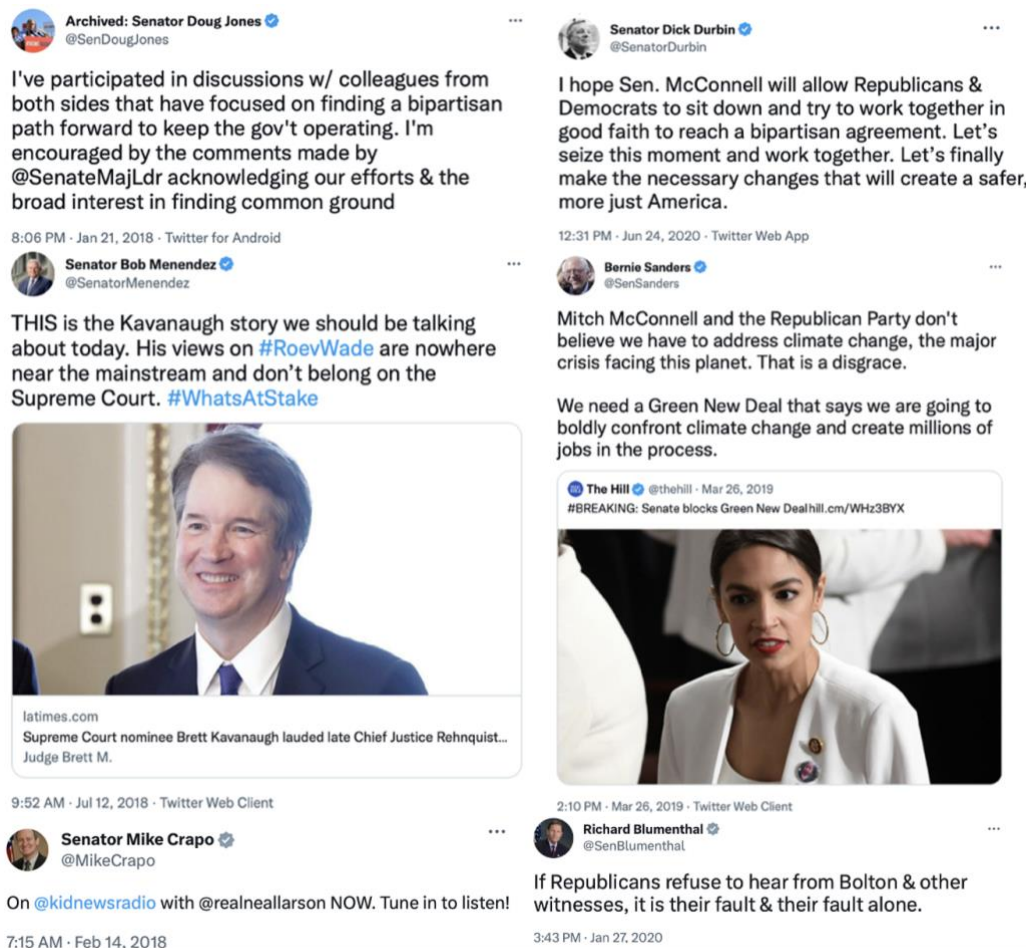 Archived: Senator Doug Jones
@SenDougJones
I've participated in discussions w/ colleagues from
both sides that have focused on finding a bipartisan
path forward to keep the gov't operating. I'm
encouraged by the comments made by
@SenateMajLdr acknowledging our efforts & the
broad interest in finding common ground
8:06 PM · Jan 21, 2018 · Twitter for Android
Senator Bob Menendez
@SenatorMenendez
THIS is the Kavanaugh story we should be talking
about today. His views on #RoevWade are nowhere
near the mainstream and don't belong on the
Supreme Court. #WhatsAtStake
latimes.com
Supreme Court nominee Brett Kavanaugh lauded late Chief Justice Rehnquist...
Judge Brett M.
9:52 AM · Jul 12, 2018 · Twitter Web Client
Senator Mike Crapo
@MikeCrapo
On @kidnewsradio with @realneallarson NOW. Tune in to listen!
7:15 AM · Feb 14, 2018
Senator Dick Durbin
@SenatorDurbin
I hope Sen. McConnell will allow Republicans &
Democrats to sit down and try to work together in
good faith to reach a bipartisan agreement. Let's
seize this moment and work together. Let's finally
make the necessary changes that will create a safer,
more just America.
12:31 PM · Jun 24, 2020 · Twitter Web App
Bernie Sanders
@SenSanders
Mitch McConnell and the Republican Party don't
believe we have to address climate change, the major
crisis facing this planet. That is a disgrace.
We need a Green New Deal that says we are going to
boldly confront climate change and create millions of
jobs in the process.
The Hill @thehill · Mar 26, 2019
#BREAKING: Senate blocks Green New Dealhill.cm/WHz3BYX
2:10 PM · Mar 26, 2019 · Twitter Web Client
Richard Blumenthal
@SenBlumenthal
If Republicans refuse to hear from Bolton & other
witnesses, it is their fault & their fault alone.
3:43 PM · Jan 27, 2020